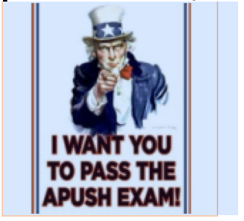 I WANT YOU
TO PASS THE
APUSH EXAM!